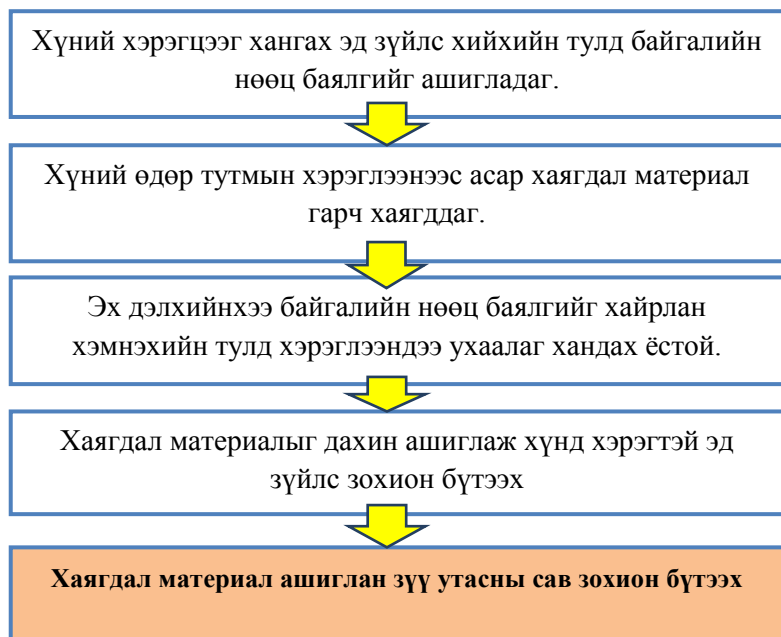 Хүний хэрэгцээг хангах эд зүйлс хийхийн тулд байгалийн
нөөц баялгийг ашигладаг.
Хүний өдөр тутмын хэрэглээнээс асар хаягдал материал
гарч хаягддаг.
Эх дэлхийнхээ байгалийн нөөц баялгийг хайрлан
хэмнэхийн тулд хэрэглээндээ ухаалаг хандах ёстой.
Хаягдал материалыг дахин ашиглаж хүнд хэрэгтэй эд
зүйлс зохион бүтээх
Хаягдал материал ашиглан зүү утасны сав зохион бүтээх